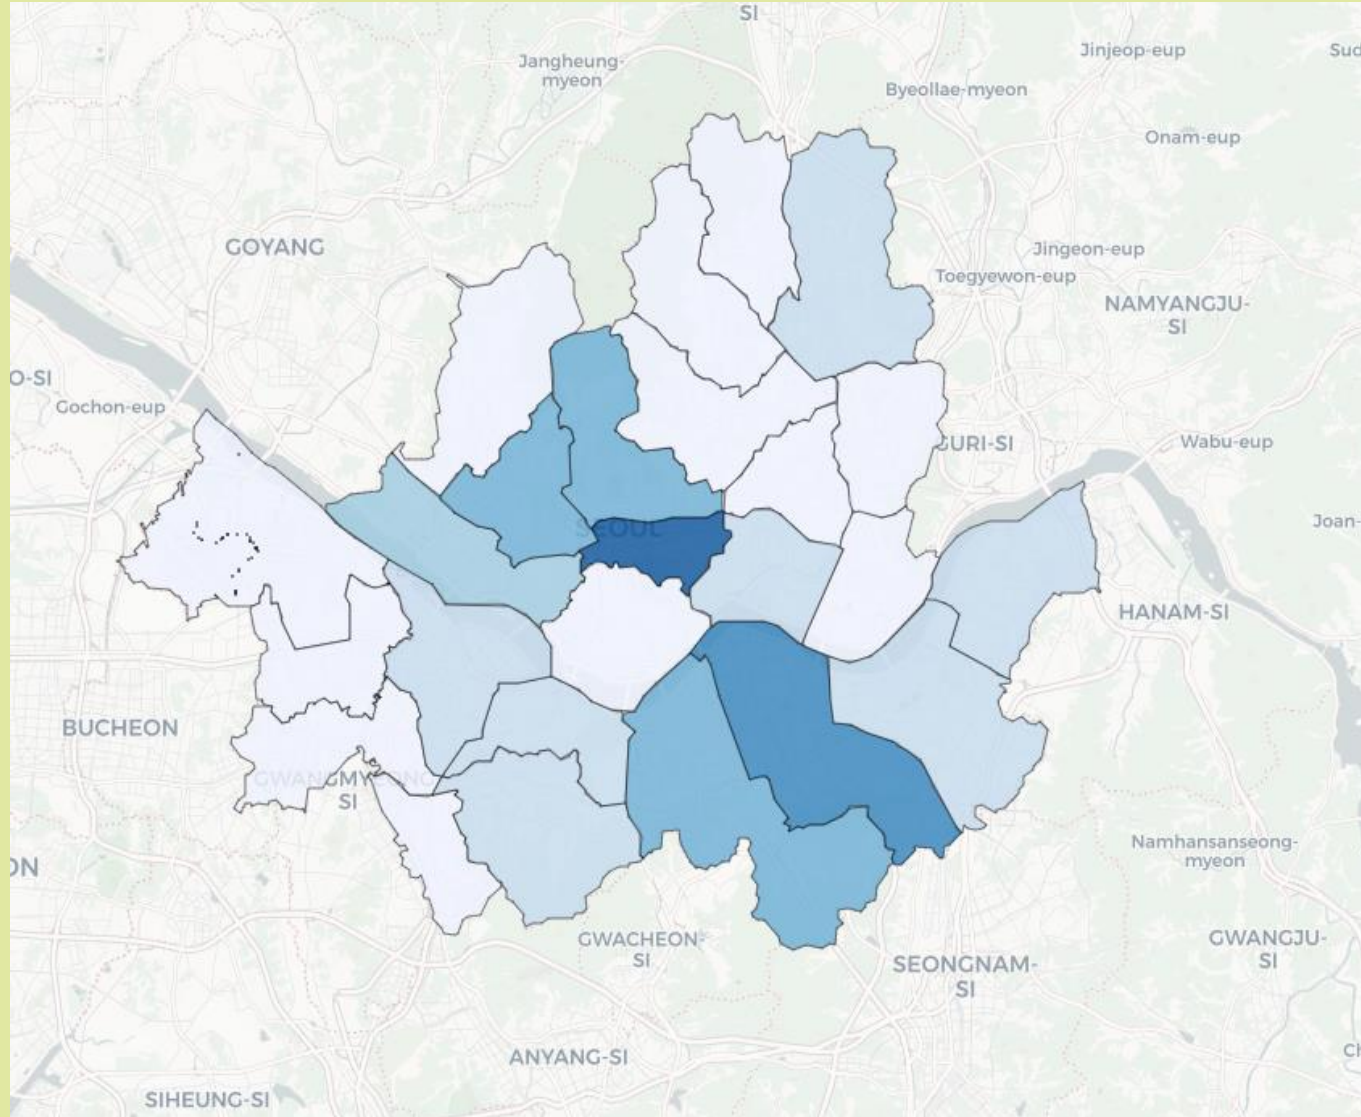 SI
Jangheung-
myeon
Jinjeop-eup
Sud
Byeollae-myeon
Onam-eup
GOYANG
Jingeon-eup
Toegyewon-eup
NAMYANGJU-
SI
O-SI
Gochon-eup
GURI-SI
Wabu-eup
SEOUL
Joan-
HANAM-SI
BUCHEON
GWANGMYEONG
SI
Namhansanseong-
myeon
ON
GWACHEON-
SI
GWANGJU-
SI
SEONGNAM-
SI
ANYANG-SI
SIHEUNG-SI